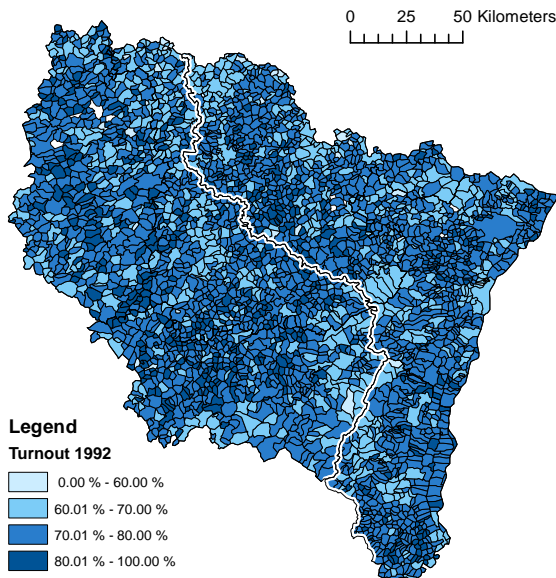 0 25 50 Kilometers
Legend
Turnout 1992
0.00 % - 60.00 %
60.01 % - 70.00 %
70.01 % - 80.00 %
80.01 % - 100.00 %